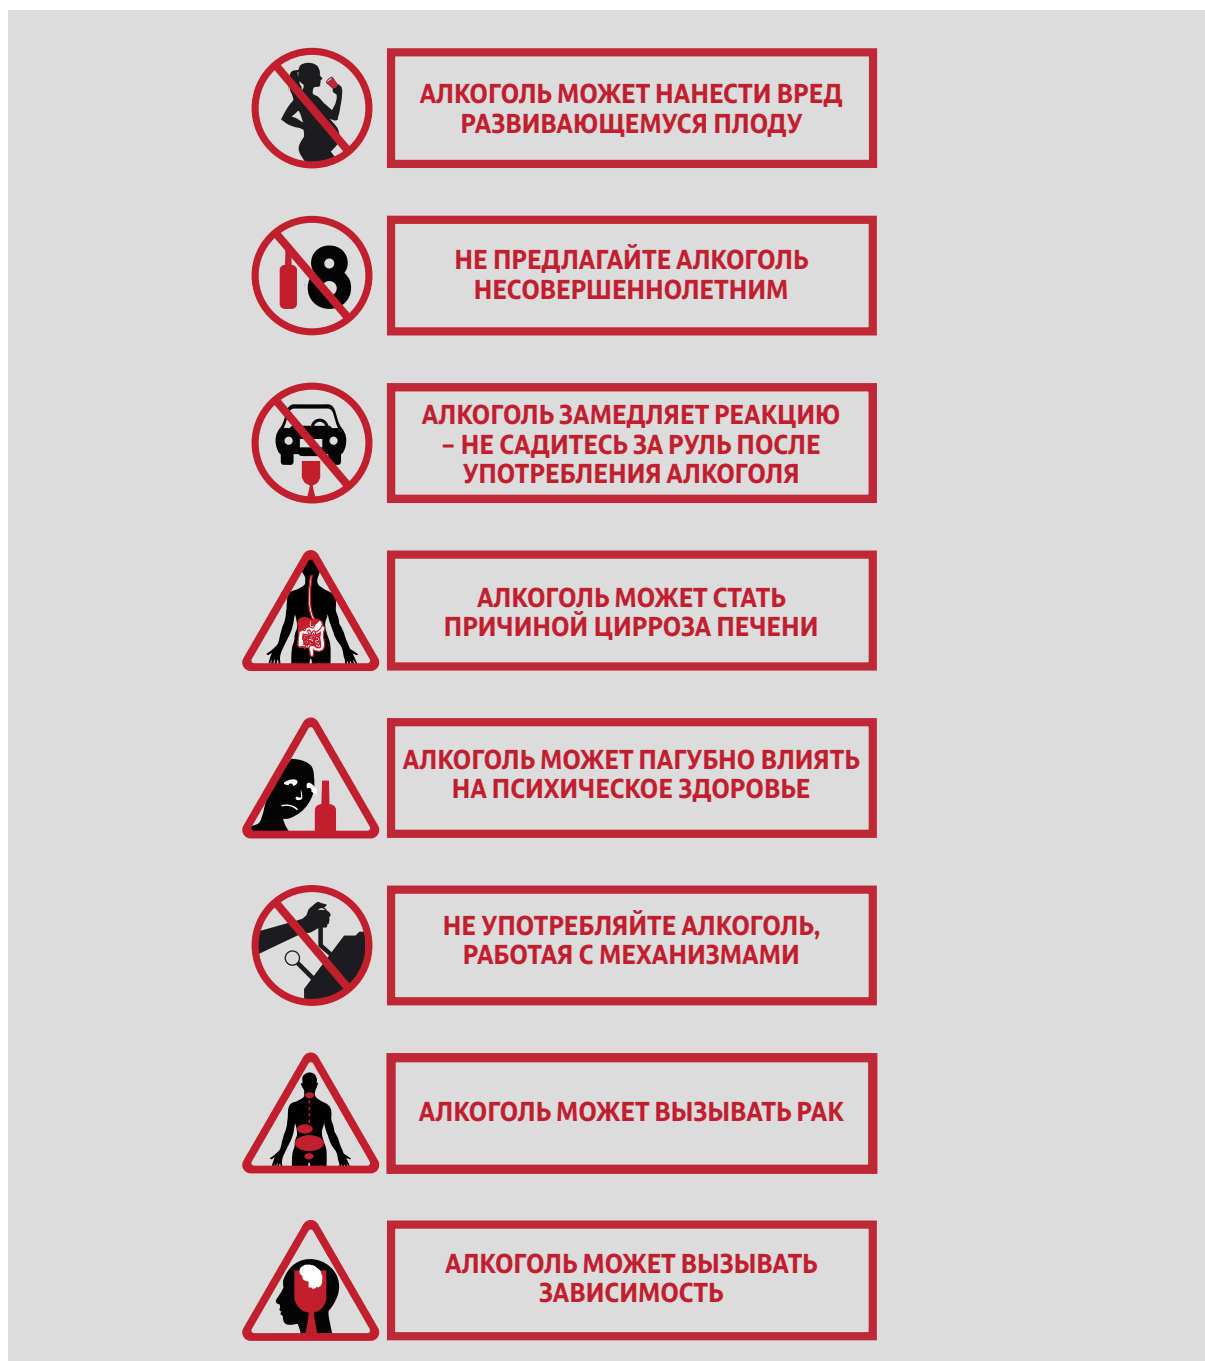 АЛКОГОЛЬ МОЖЕТ НАНЕСТИ ВРЕД
РАЗВИВАЮЩЕМУСЯ ПЛОДУ
18
НЕ ПРЕДЛАГАЙТЕ АЛКОГОЛЬ
НЕСОВЕРШЕННОЛЕТНИМ
АЛКОГОЛЬ ЗАМЕДЛЯЕТ РЕАКЦИЮ
– НЕ САДИТЕСЬ ЗА РУЛЬ ПОСЛЕ
УПОТРЕБЛЕНИЯ АЛКОГОЛЯ
АЛКОГОЛЬ МОЖЕТ СТАТЬ
ПРИЧИНОЙ ЦИРРОЗА ПЕЧЕНИ
АЛКОГОЛЬ МОЖЕТ ПАГУБНО ВЛИЯТЬ
НА ПСИХИЧЕСКОЕ ЗДОРОВЬЕ
НЕ УПОТРЕБЛЯЙТЕ АЛКОГОЛЬ,
РАБОТАЯ С МЕХАНИЗМАМИ
АЛКОГОЛЬ МОЖЕТ ВЫЗЫВАТЬ РАК
АЛКОГОЛЬ МОЖЕТ ВЫЗЫВАТЬ
ЗАВИСИМОСТЬ